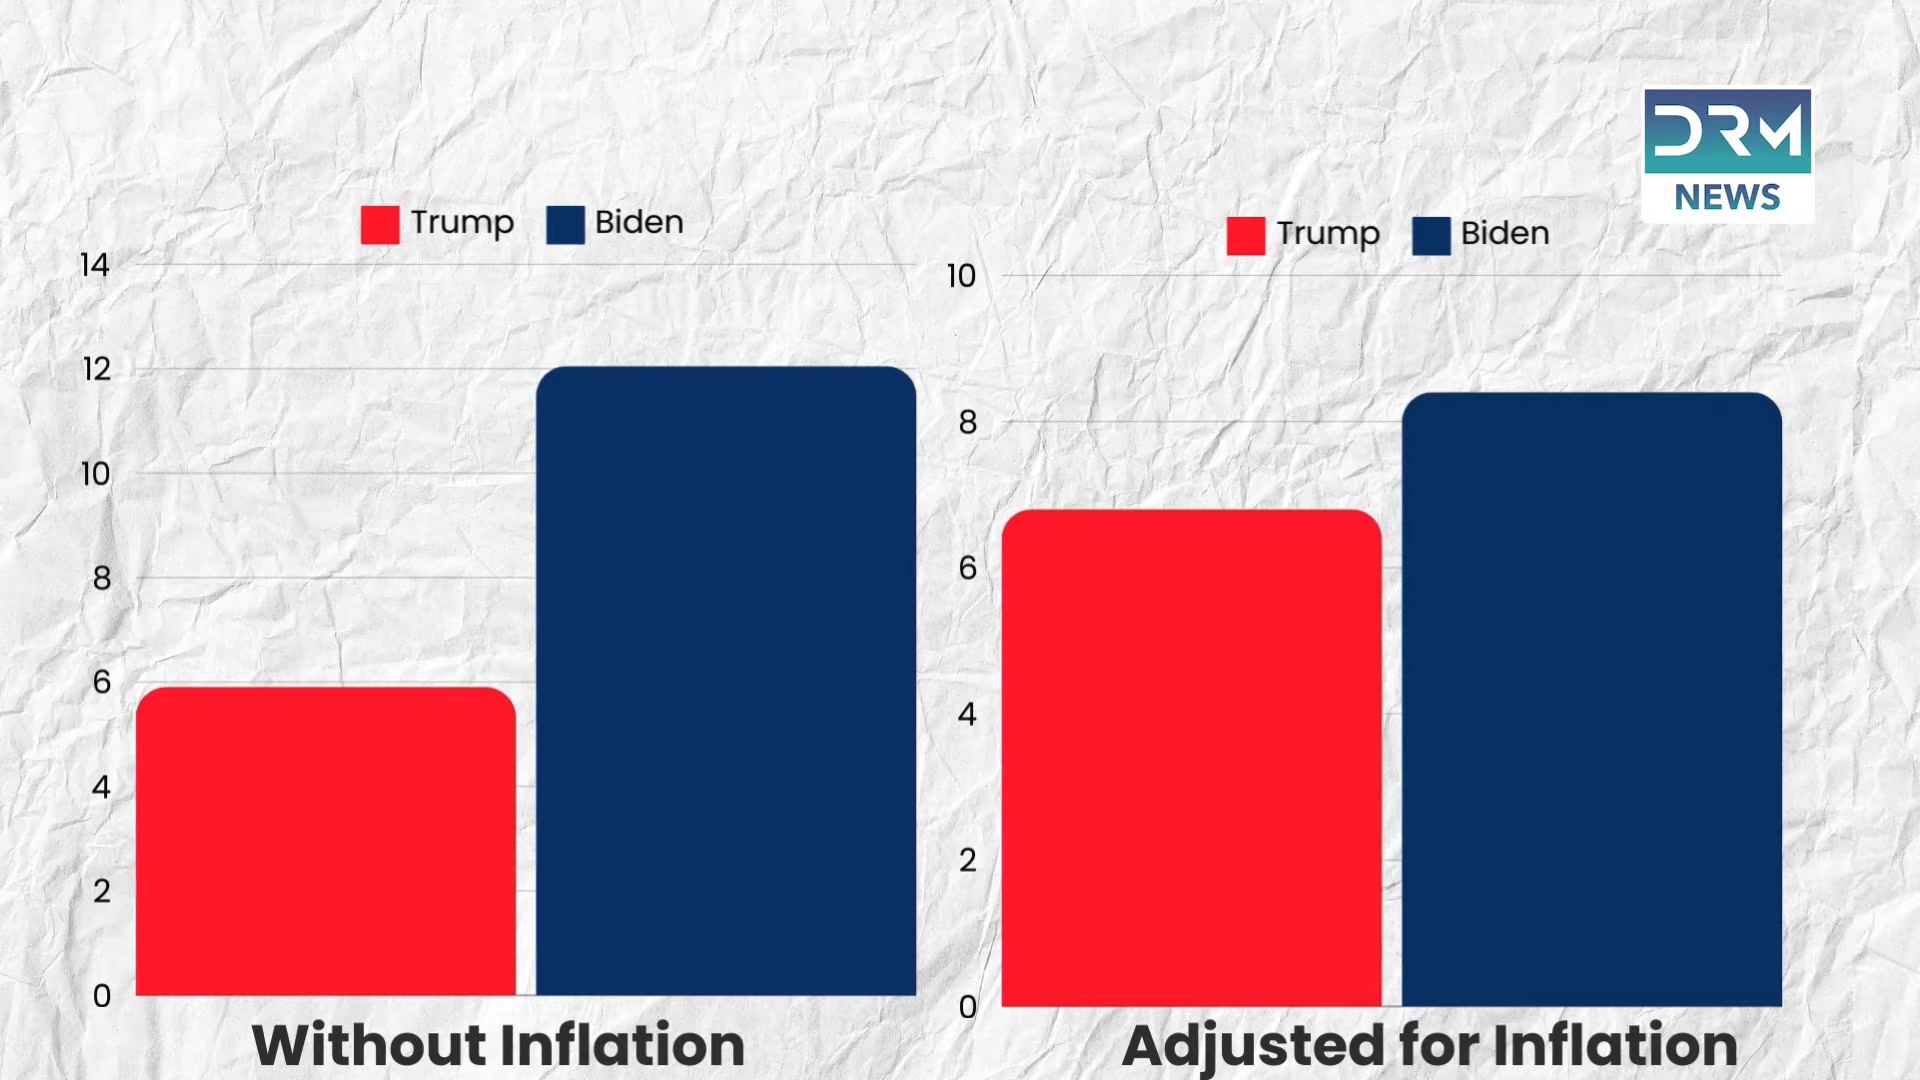 DRM
NEWS
Trump Biden
14
12
10
8
6
4
2
0
Without Inflation
Trump Biden
10
8
6
4
2
0
Adjusted for Inflation